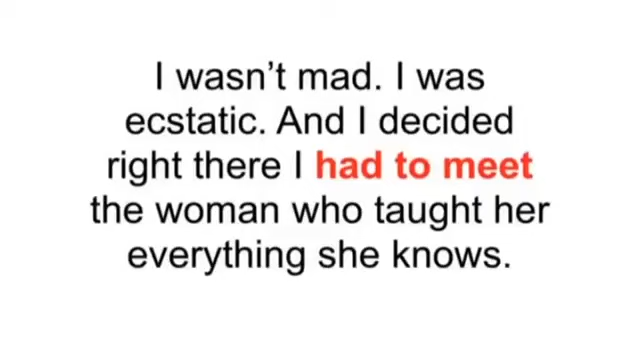 I wasn't mad. I was
ecstatic. And I decided
right there I had to meet
the woman who taught her
everything she knows.